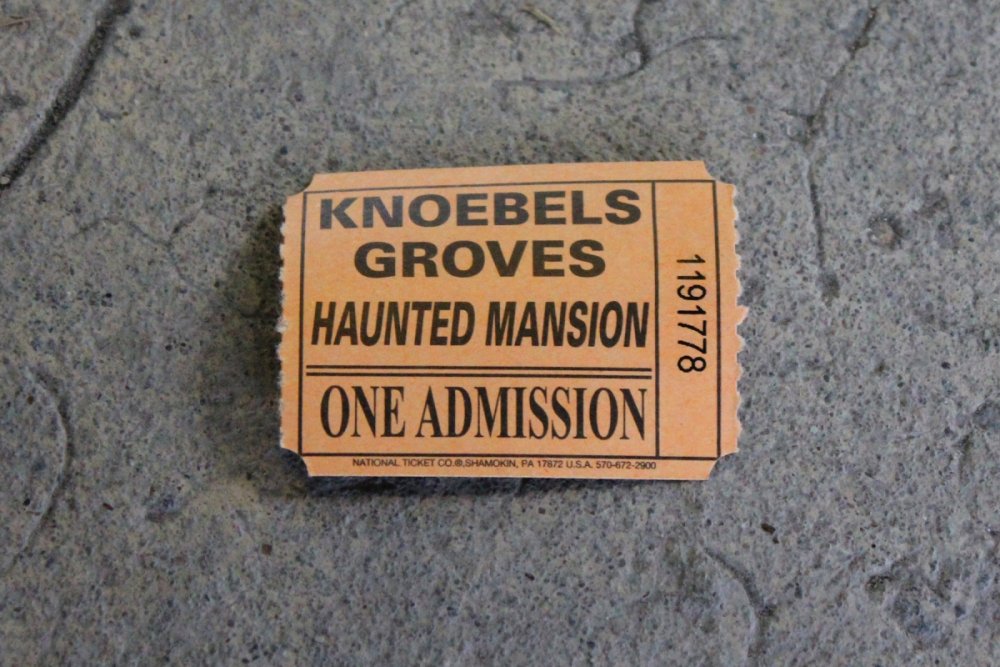 KNOEBELS
GROVES
HAUNTED MANSION
ONE ADMISSION
NATIONAL TICKET CO.®,SHAMOKIN, PA 17872 U.S.A. 570-672-2900
1191778